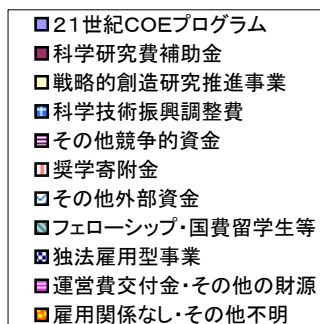 21世紀COEプログラム
科学研究費補助金
戦略的創造研究推進事業
科学技術振興調整費
その他競争的資金
奨学寄附金
その他外部資金
フェローシップ・国費留学生等
独法雇用型事業
運営費交付金・その他の財源
雇用関係なし・その他不明